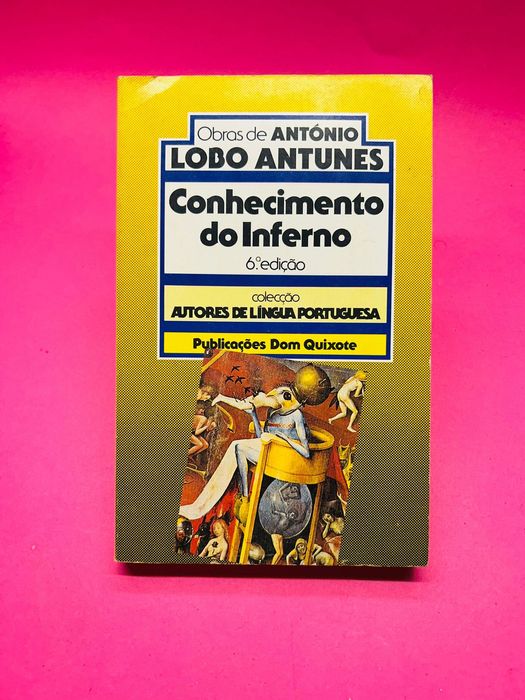 Obras de ANTÓNIO
LOBO ANTUNES
Conhecimento
do Inferno
6.ª edição
colecção
AUTORES DE LÍNGUA PORTUGUESA
Publicações Dom Quixote